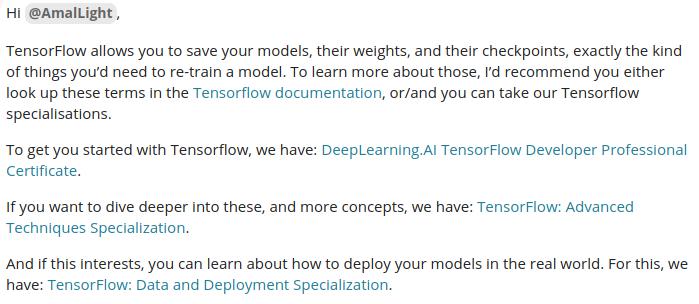 Hi @AmalLight,
TensorFlow allows you to save your models, their weights, and their checkpoints, exactly the kind
of things you’d need to re-train a model. To learn more about those, I’d recommend you either
look up these terms in the Tensorflow documentation, or/and you can take our Tensorflow
specialisations.
To get you started with Tensorflow, we have: DeepLearning.AI TensorFlow Developer Professional
Certificate.
If you want to dive deeper into these, and more concepts, we have: TensorFlow: Advanced
Techniques Specialization.
And if this interests, you can learn about how to deploy your models in the real world. For this, we
have: TensorFlow: Data and Deployment Specialization.